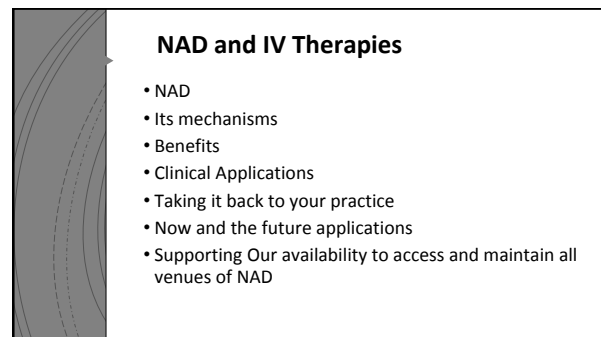 NAD and IV Therapies
• NAD
• Its mechanisms
• Benefits
• Clinical Applications
• Taking it back to your practice
• Now and the future applications
• Supporting Our availability to access and maintain all
venues of NAD